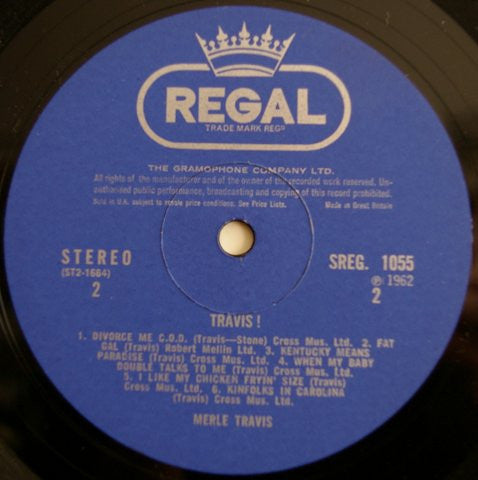 REGAL
TRADE MARK REGD
THE GRAMOPHONE COMPANY LTD.
All rights of the manufacturer and of the owner of the recorded work reserved. Un-
authorised public performance, broadcasting and copying of this record prohibited.
Sold in U.K. subject to resale price conditions. See Price Lists. Made in Great Britain
STEREO
(ST2-1664)
2
SREG. 1055
℗ 1962
2
TRAVIS !
1. DIVORCE ME C.O.D. (Travis—Stone) Cross Mus. Ltd. 2. FAT
GAL (Travis) Robert Mellin Ltd. 3. KENTUCKY MEANS
PARADISE (Travis) Cross Mus. Ltd. 4. WHEN MY BABY
DOUBLE TALKS TO ME (Travis) Cross Mus. Ltd.
5. I LIKE MY CHICKEN FRYIN' SIZE (Travis)
Cross Mus. Ltd. 6. KINFOLKS IN CAROLINA
(Travis) Cross Mus. Ltd.
MERLE TRAVIS